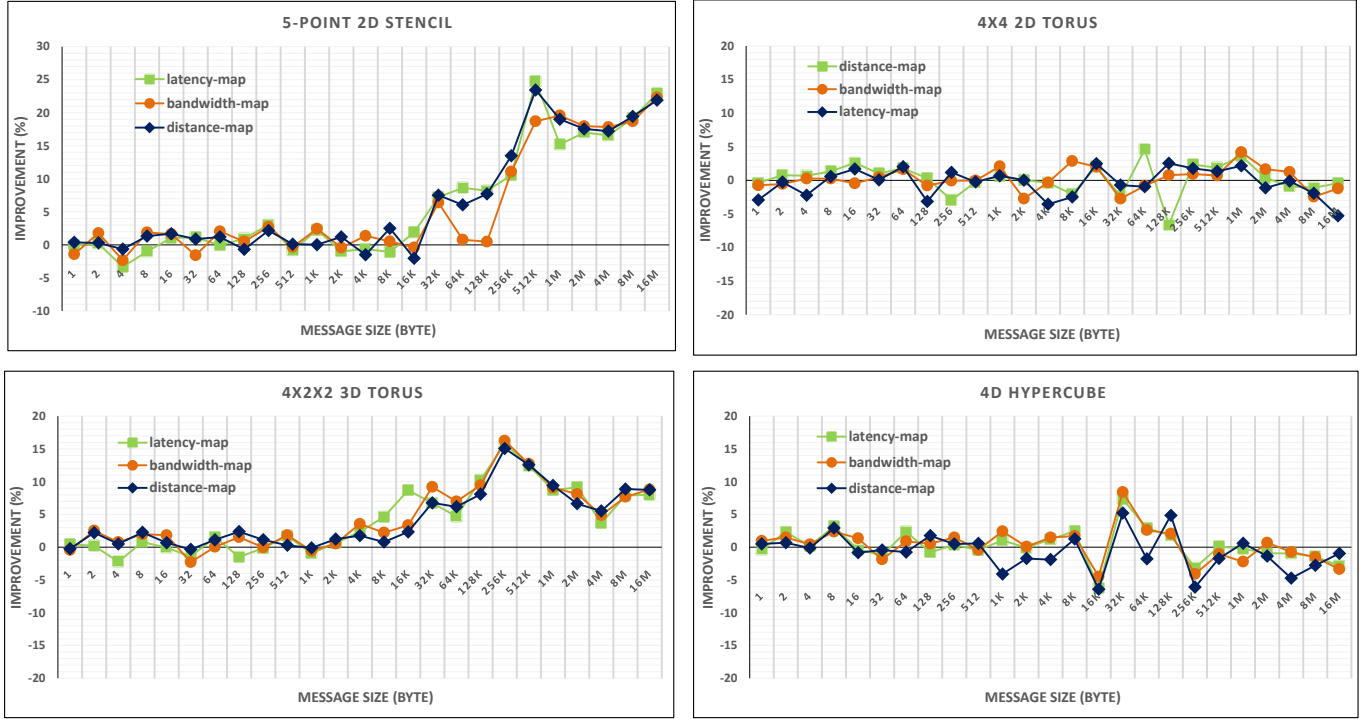 5-POINT 2D STENCIL
30
25
20
15
10
5
0
-5
-10
IMPROVEMENT (%)
latency-map
bandwidth-map
distance-map
1 2 4 8 16 32 64 128 256 512 1K 2K 4K 8K 16K 32K 64K 128K 256K 512K 1M 2M 4M 8M 16M
MESSAGE SIZE (BYTE)
4X4 2D TORUS
20
15
10
5
0
-5
-10
-15
-20
IMPROVEMENT (%)
distance-map
bandwidth-map
latency-map
1 2 4 8 16 32 64 128 256 512 1K 2K 4K 8K 16K 32K 64K 128K 256K 512K 1M 2M 4M 8M 16M
MESSAGE SIZE (BYTE)
4X2X2 3D TORUS
20
15
10
5
0
-5
-10
-15
-20
IMPROVEMENT (%)
latency-map
bandwidth-map
distance-map
1 2 4 8 16 32 64 128 256 512 1K 2K 4K 8K 16K 32K 64K 128K 256K 512K 1M 2M 4M 8M 16M
MESSAGE SIZE (BYTE)
4D HYPERCUBE
20
15
10
5
0
-5
-10
-15
-20
IMPROVEMENT (%)
latency-map
bandwidth-map
distance-map
1 2 4 8 16 32 64 128 256 512 1K 2K 4K 8K 16K 32K 64K 128K 256K 512K 1M 2M 4M 8M 16M
MESSAGE SIZE (BYTE)